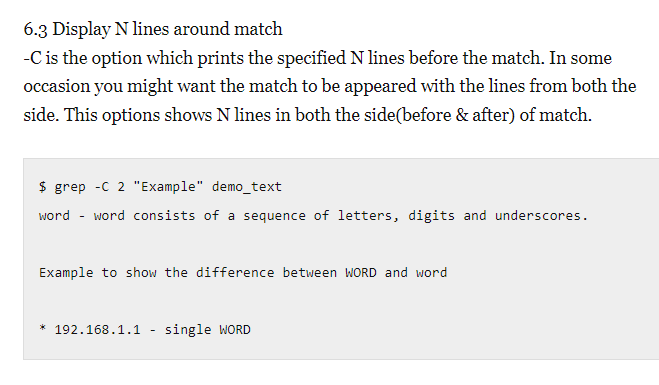 6.3 Display N lines around match
-C is the option which prints the specified N lines before the match. In some
occasion you might want the match to be appeared with the lines from both the
side. This options shows N lines in both the side(before & after) of match.
$ grep -C 2 "Example" demo_text
word - word consists of a sequence of letters, digits and underscores.
Example to show the difference between WORD and word
* 192.168.1.1 - single WORD